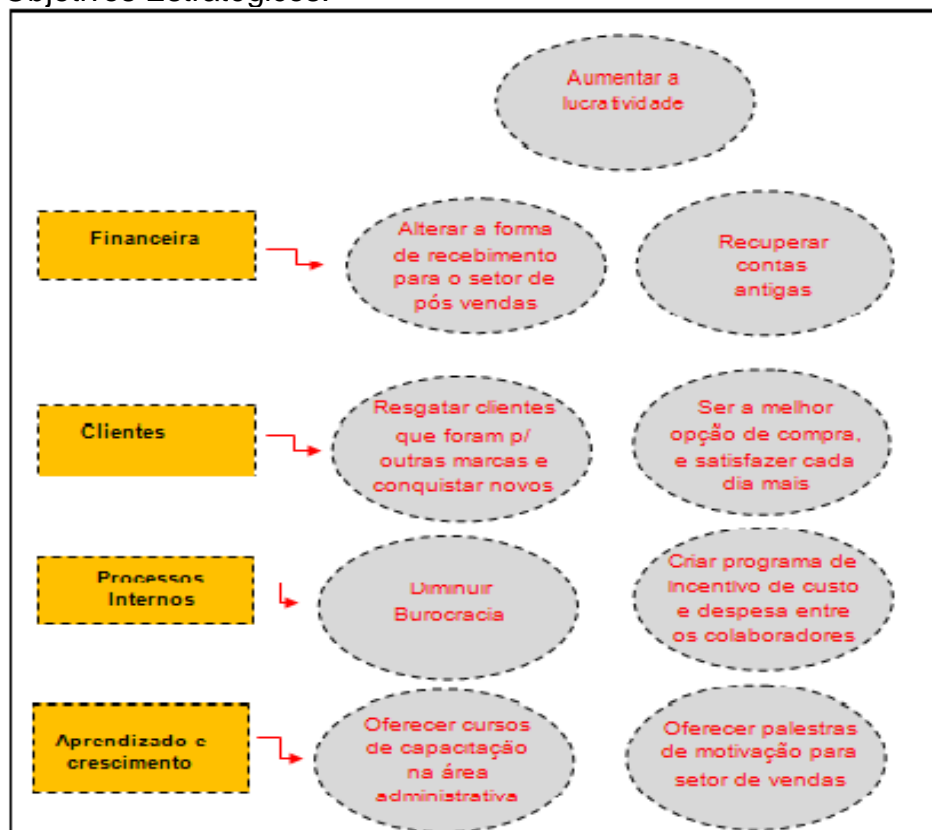 Objetivos Estratégicos:
Aumentar a
lucratividade
Financeira
Alterar a forma
de recebimento
para o setor de
pós vendas
Recuperar
contas
antigas
Clientes
Resgatar clientes
que foram p/
outras marcas e
conquistar novos
Ser a melhor
opção de compra,
e satisfazer cada
dia mais
Processos
Internos
Diminuir
Burocracia
Criar programa de
incentivo de custo
e despesa entre
os colaboradores
Aprendizado e
crescimento
Oferecer cursos
de capacitação
na área
administrativa
Oferecer palestras
de motivação para
setor de vendas